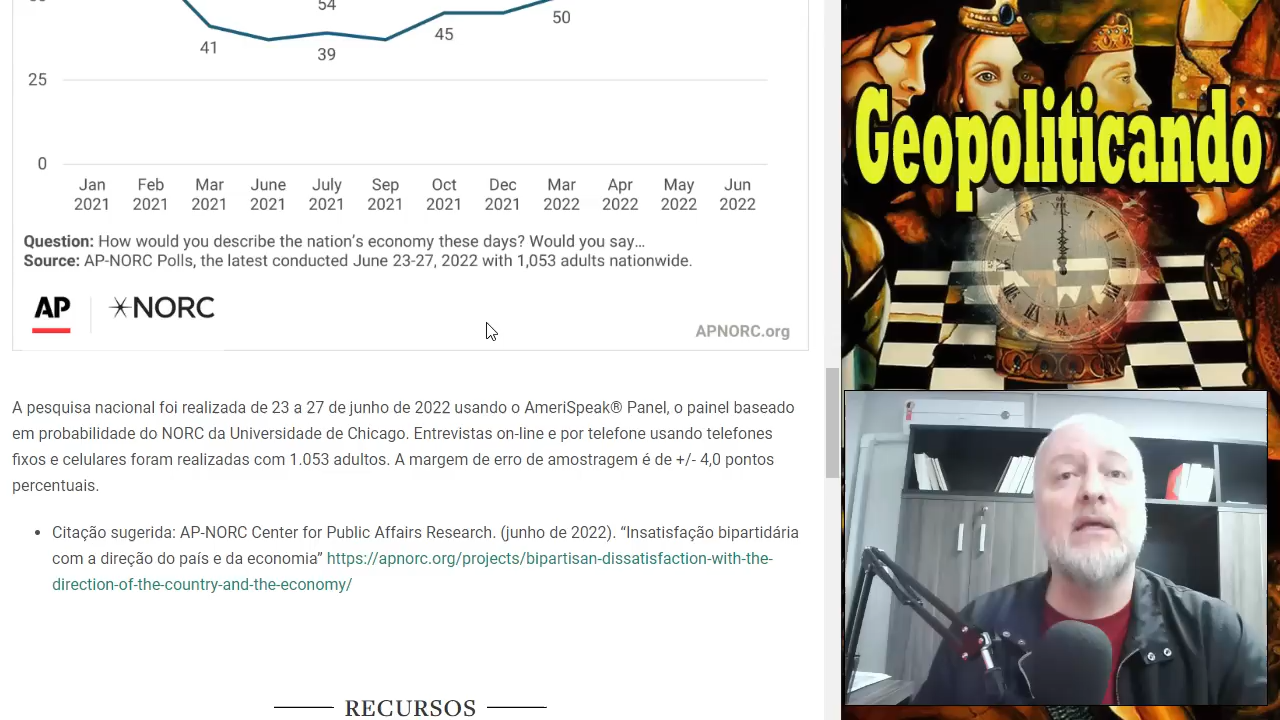 54
50
45
41
39
25
0
Jan Feb Mar June July Sep Oct Dec Mar Apr May Jun
2021 2021 2021 2021 2021 2021 2021 2021 2022 2022 2022 2022
Question: How would you describe the nation's economy these days? Would you say…
Source: AP-NORC Polls, the latest conducted June 23-27, 2022 with 1,053 adults nationwide.
AP NORC
APNORC.org
A pesquisa nacional foi realizada de 23 a 27 de junho de 2022 usando o AmeriSpeak® Panel, o painel baseado
em probabilidade do NORC da Universidade de Chicago. Entrevistas on-line e por telefone usando telefones
fixos e celulares foram realizadas com 1.053 adultos. A margem de erro de amostragem é de +/- 4,0 pontos
percentuais.
• Citação sugerida: AP-NORC Center for Public Affairs Research. (junho de 2022). “Insatisfação bipartidária
com a direção do país e da economia” https://apnorc.org/projects/bipartisan-dissatisfaction-with-the-
direction-of-the-country-and-the-economy/
RECURSOS
Geopoliticando